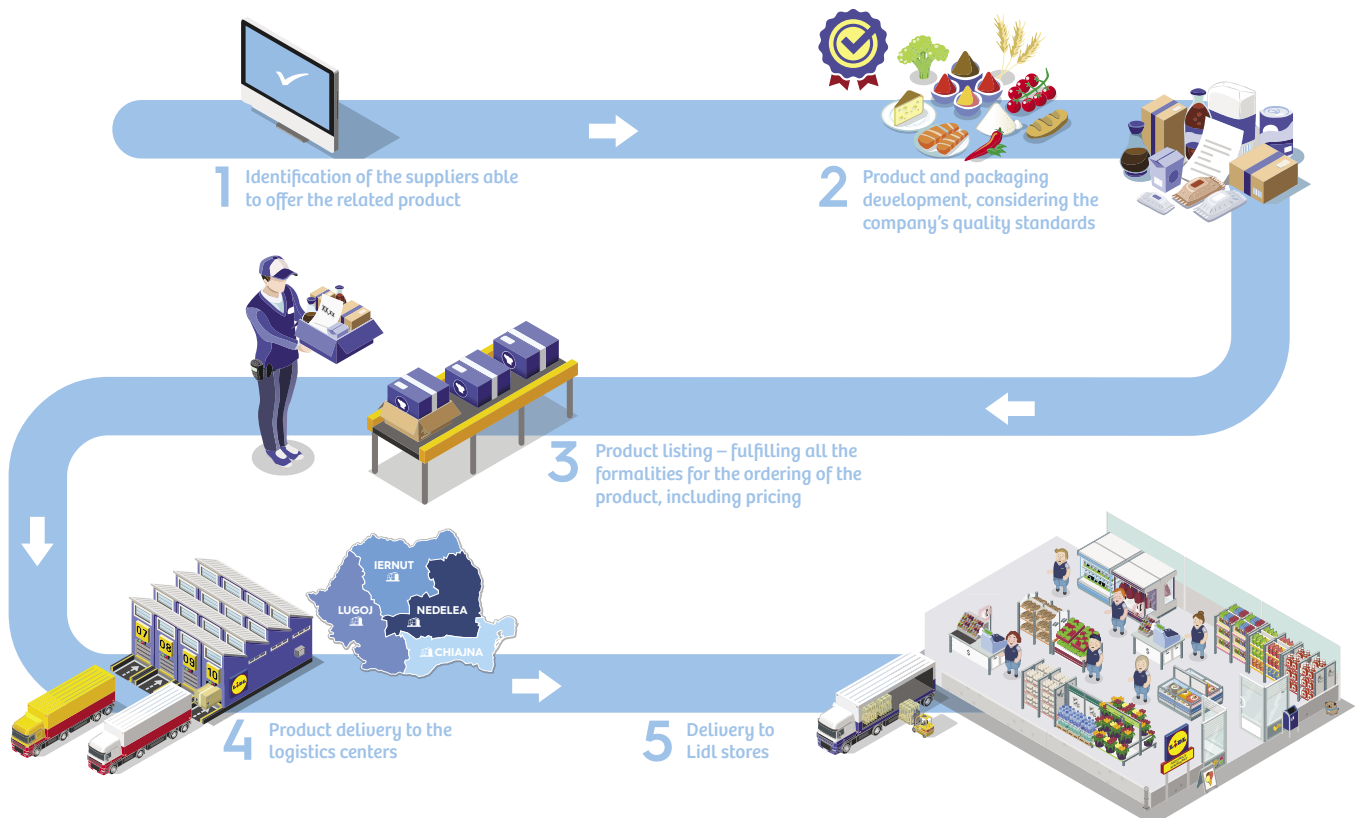 1
Identification of the suppliers able
to offer the related product
2
Product and packaging
development, considering the
company's quality standards
3
Product listing – fulfilling all the
formalities for the ordering of the
product, including pricing
IERNUT
LUGOJ
NEDELEA
CHIAJNA
07
08
09
10
LIDL
4
Product delivery to the
logistics centers
5
Delivery to
Lidl stores
$
$
LIDL